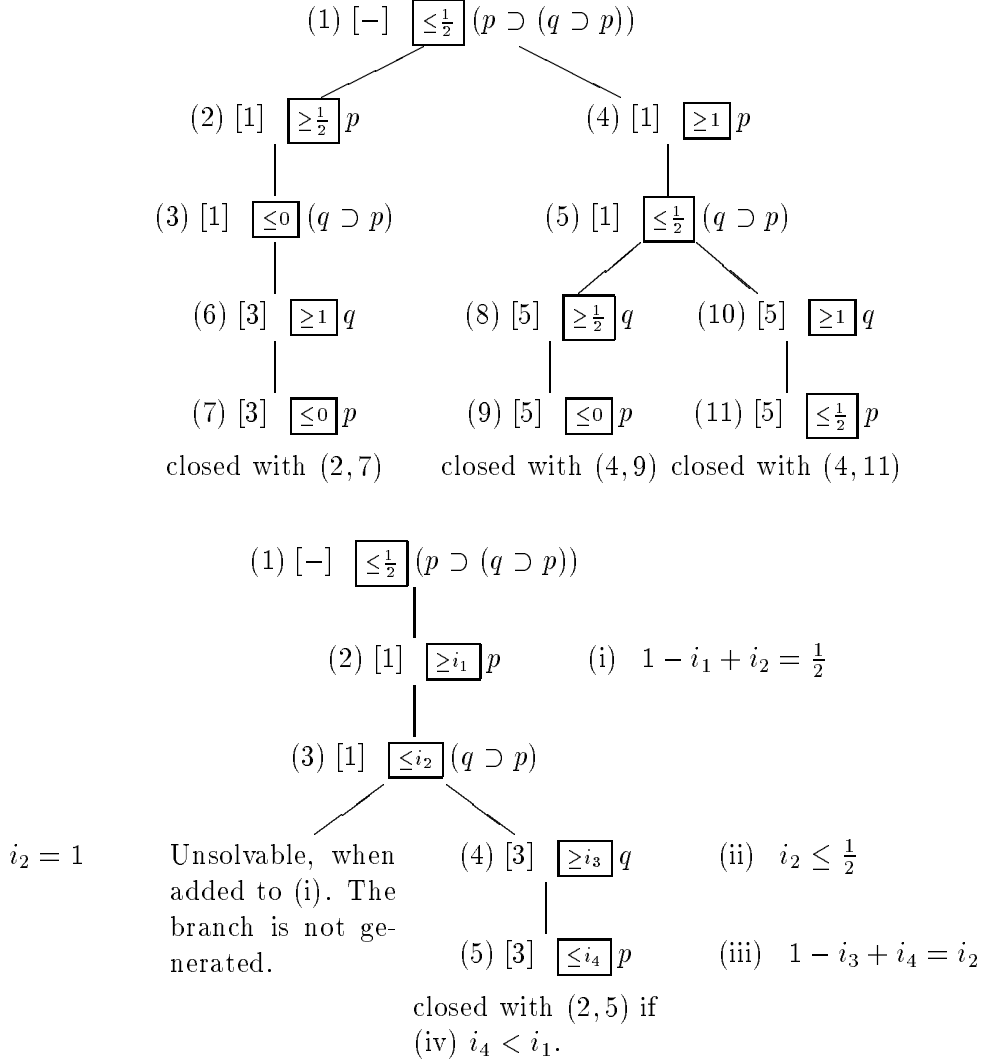 (1) [−] ≤½ (p ⊃ (q ⊃ p))
(2) [1] ≥½ p (4) [1] ≥1 p
(3) [1] ≤0 (q ⊃ p) (5) [1] ≤½ (q ⊃ p)
(6) [3] ≥1 q (8) [5] ≥½ q (10) [5] ≥1 q
(7) [3] ≤0 p (9) [5] ≤0 p (11) [5] ≤½ p
closed with (2, 7) closed with (4, 9) closed with (4, 11)
(1) [−] ≤½ (p ⊃ (q ⊃ p))
(2) [1] ≥i₁ p (i) 1 − i₁ + i₂ = ½
(3) [1] ≤i₂ (q ⊃ p)
i₂ = 1 Unsolvable, when (4) [3] ≥i₃ q (ii) i₂ ≤ ½
added to (i). The
branch is not ge-
nerated. (5) [3] ≤i₄ p (iii) 1 − i₃ + i₄ = i₂
closed with (2, 5) if
(iv) i₄ < i₁.